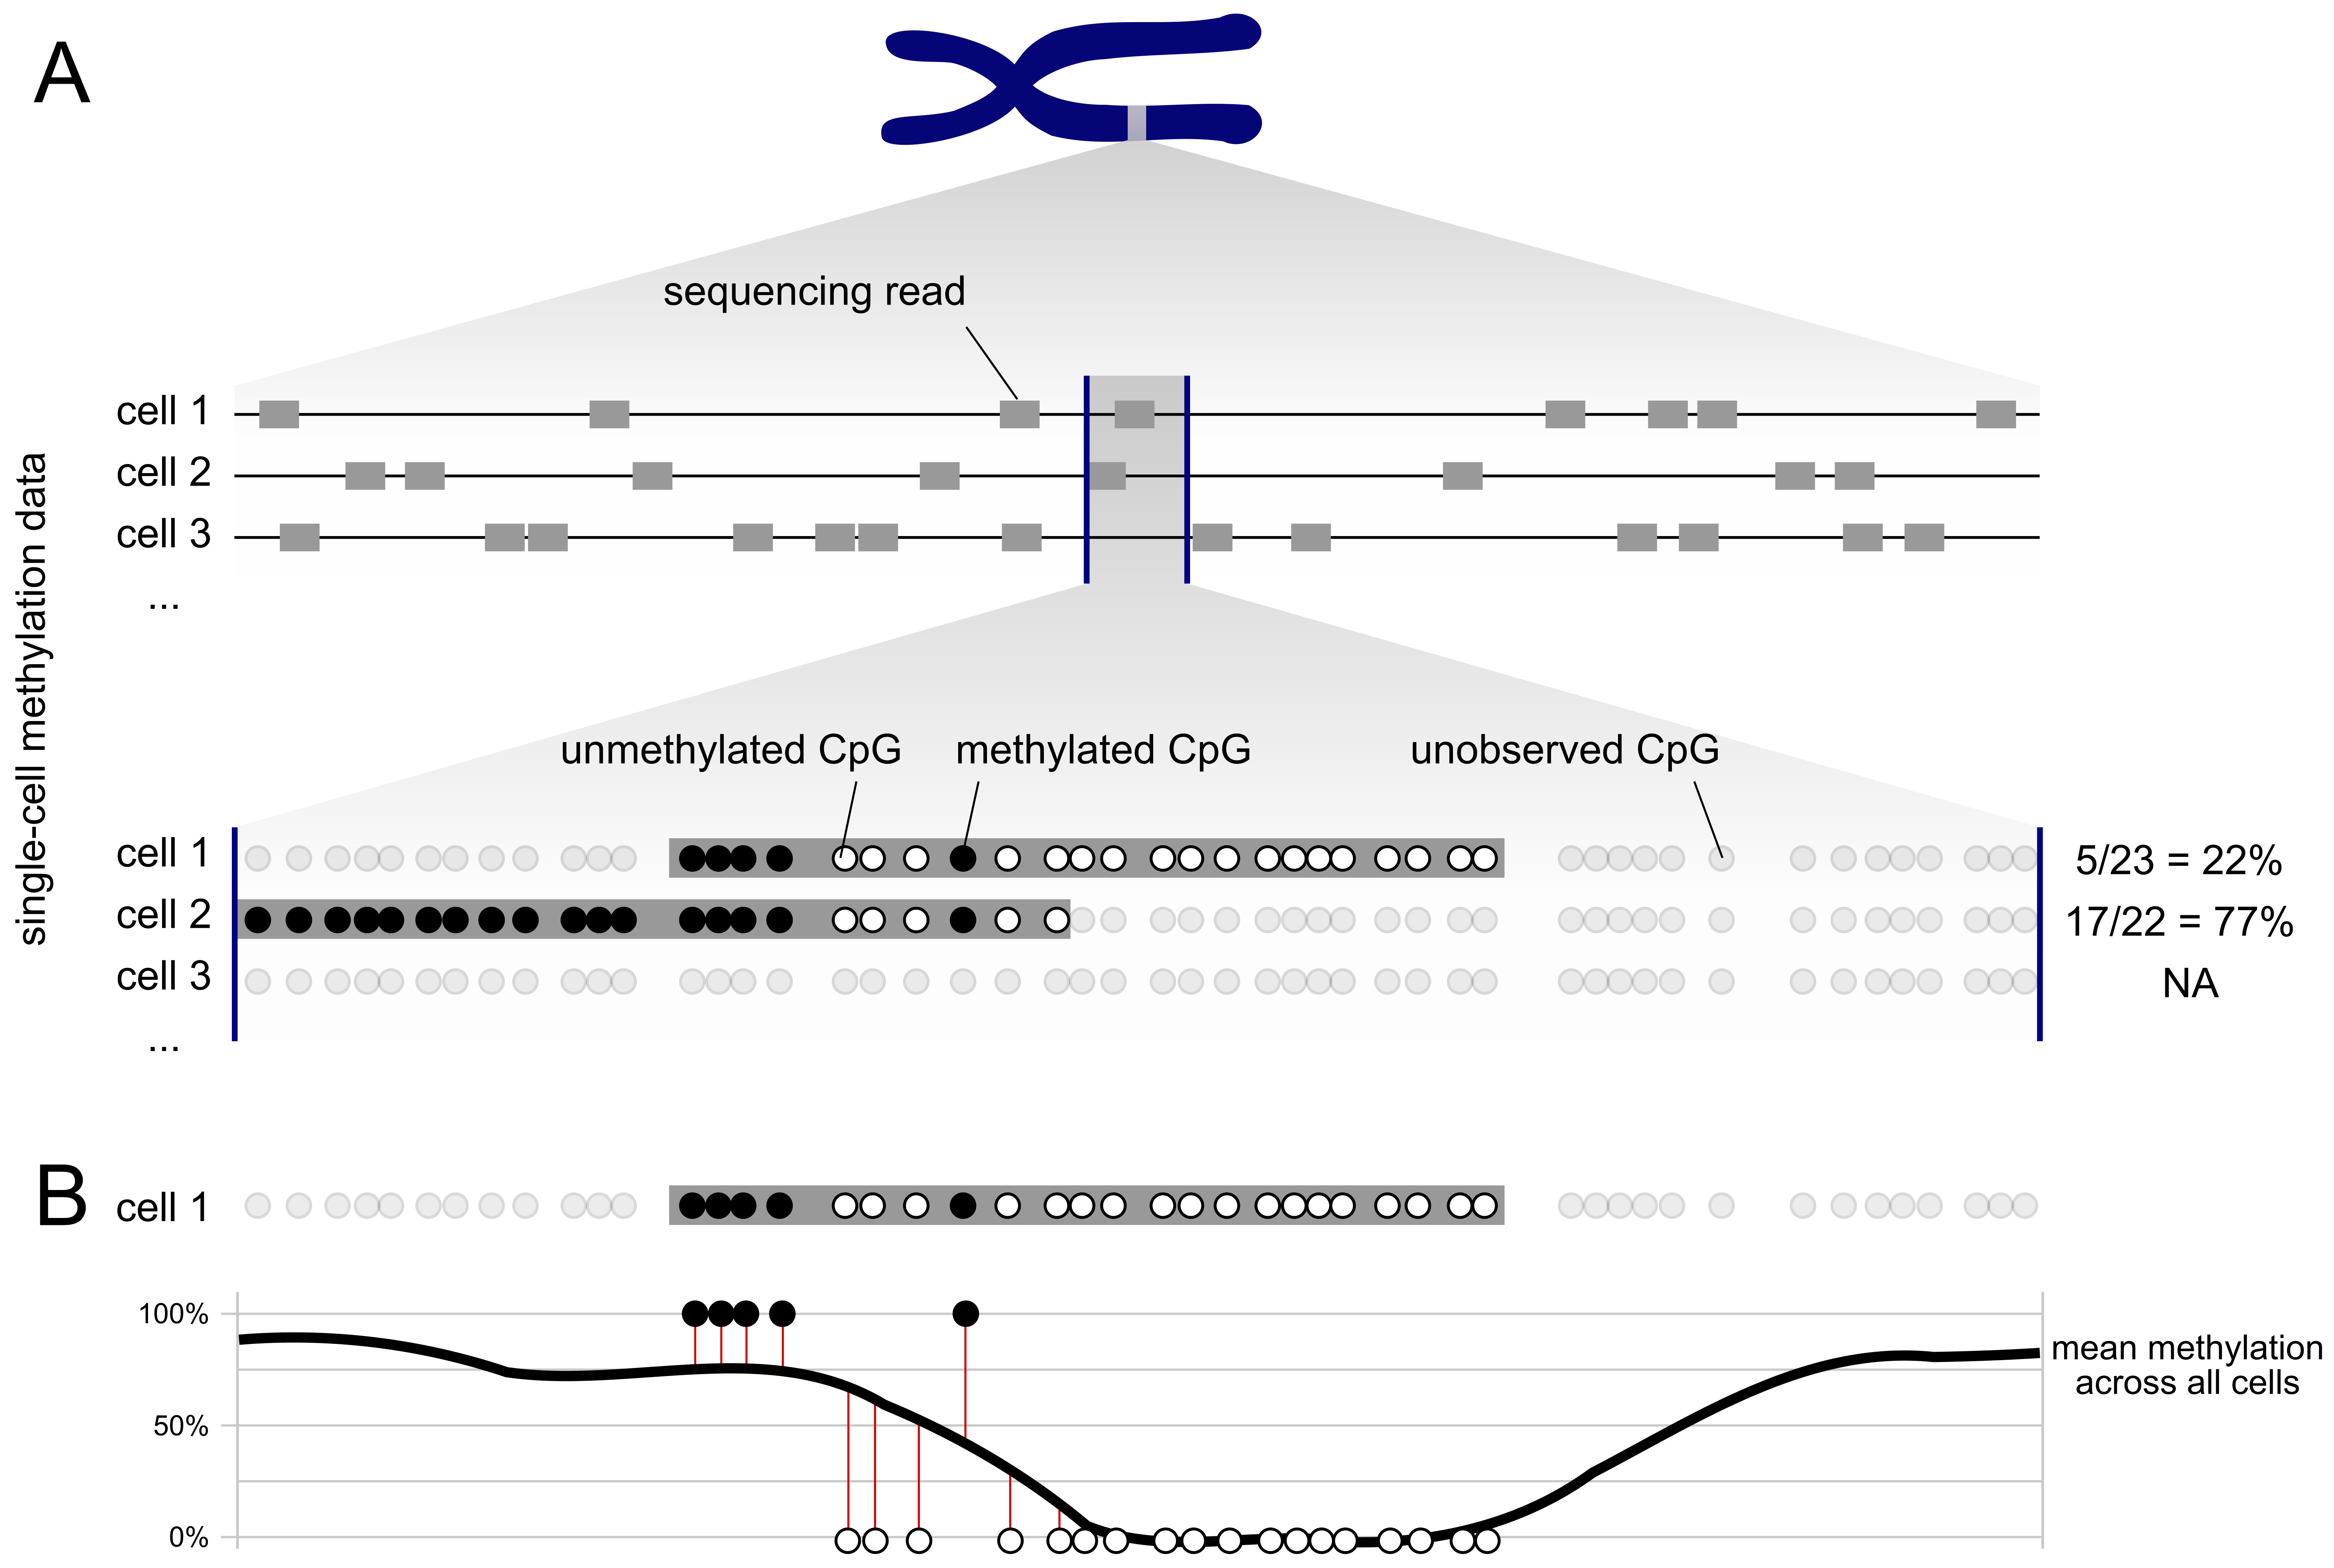 A
sequencing read
cell 1
cell 2
cell 3
...
single-cell methylation data
unmethylated CpG
methylated CpG
unobserved CpG
cell 1
5/23 = 22%
cell 2
17/22 = 77%
cell 3
NA
...
B
cell 1
100%
50%
0%
mean methylation
across all cells